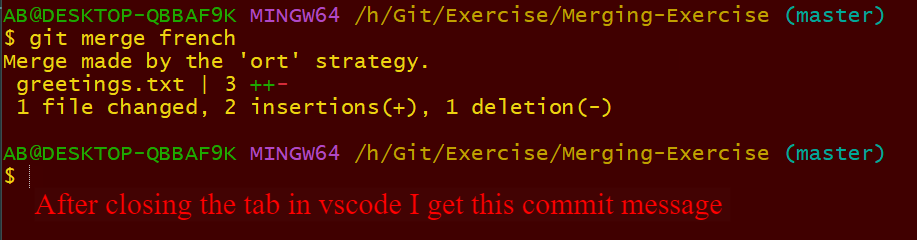 AB@DESKTOP-QBBAF9K MINGW64 /h/Git/Exercise/Merging-Exercise (master)
$ git merge french
Merge made by the 'ort' strategy.
 greetings.txt | 3 ++-
 1 file changed, 2 insertions(+), 1 deletion(-)

AB@DESKTOP-QBBAF9K MINGW64 /h/Git/Exercise/Merging-Exercise (master)
$
After closing the tab in vscode I get this commit message